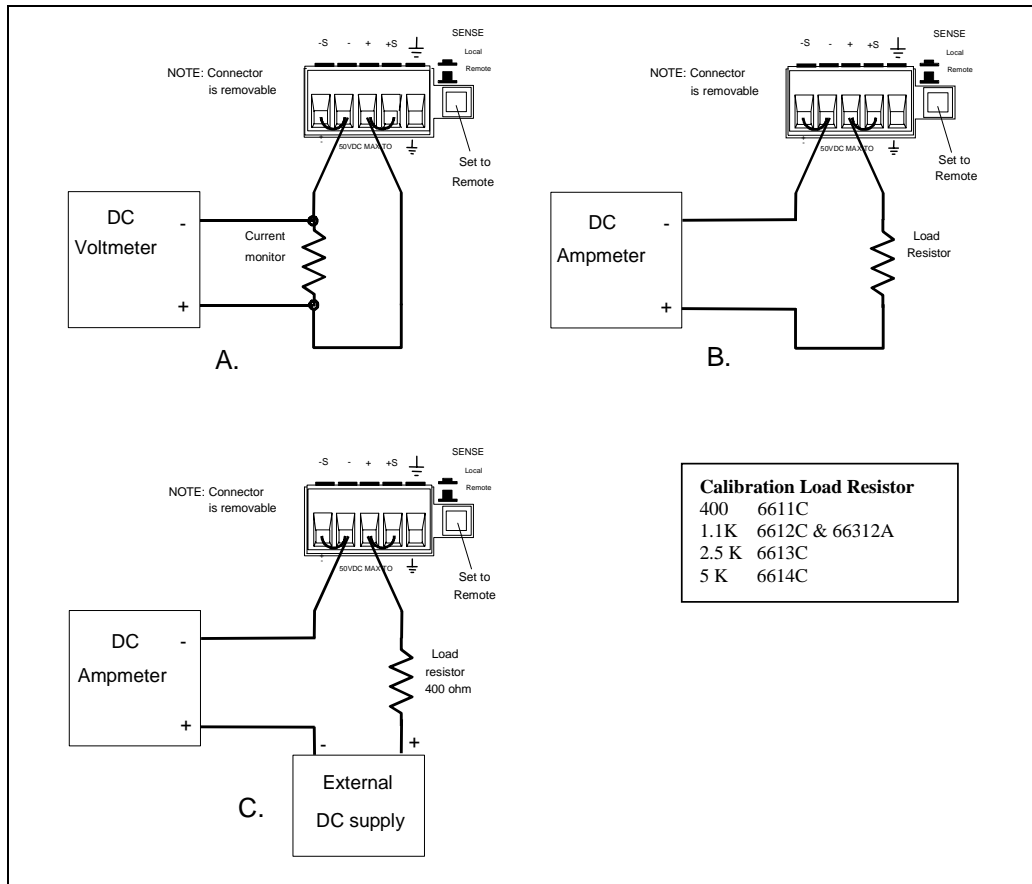 -S - + +S SENSE
Local
Remote
NOTE: Connector
is removable
50VDC MAX TO
Set to
Remote
DC
Voltmeter
-
+
Current
monitor
A.
-S - + +S SENSE
Local
Remote
NOTE: Connector
is removable
50VDC MAX TO
Set to
Remote
DC
Ampmeter
-
+
Load
Resistor
B.
-S - + +S SENSE
Local
Remote
NOTE: Connector
is removable
50VDC MAX TO
Set to
Remote
DC
Ampmeter
-
+
Load
resistor
400 ohm
- +
External
DC supply
C.
Calibration Load Resistor
400 6611C
1.1K 6612C & 66312A
2.5 K 6613C
5 K 6614C